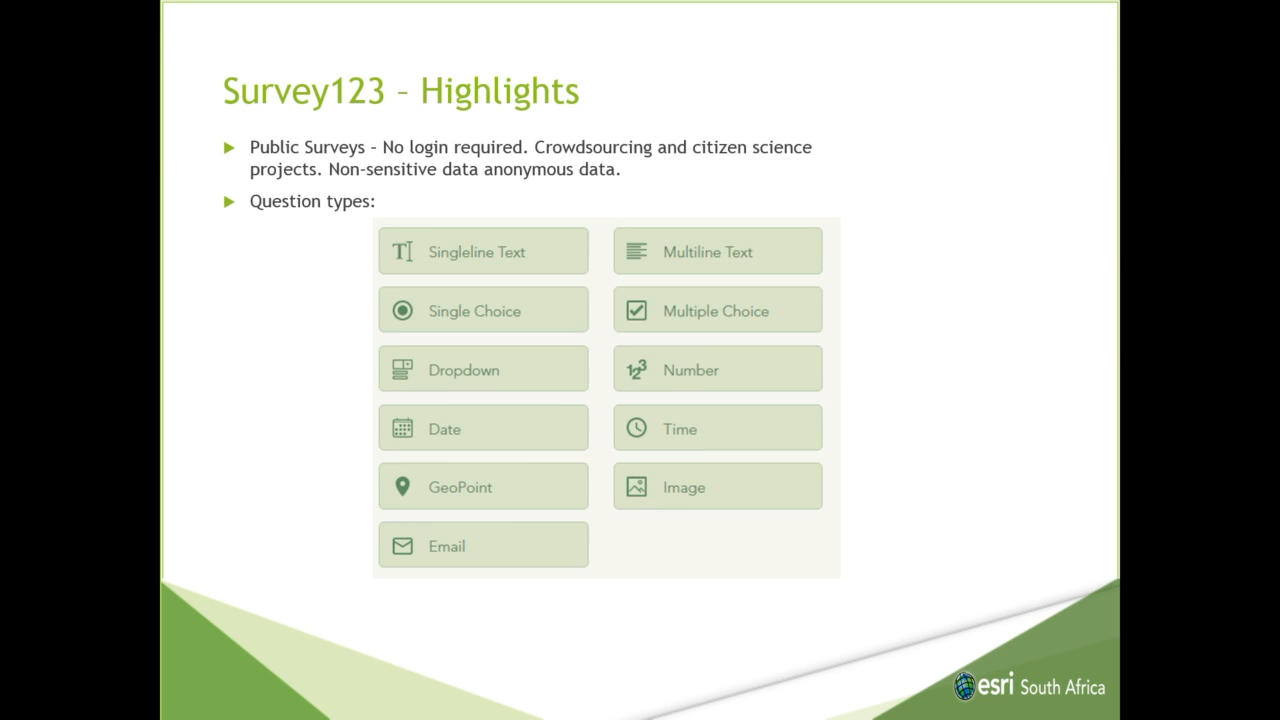 Survey123 – Highlights
Public Surveys – No login required. Crowdsourcing and citizen science
projects. Non-sensitive data anonymous data.
Question types:
Singleline Text
Multiline Text
Single Choice
Multiple Choice
Dropdown
Number
Date
Time
GeoPoint
Image
Email
esri South Africa